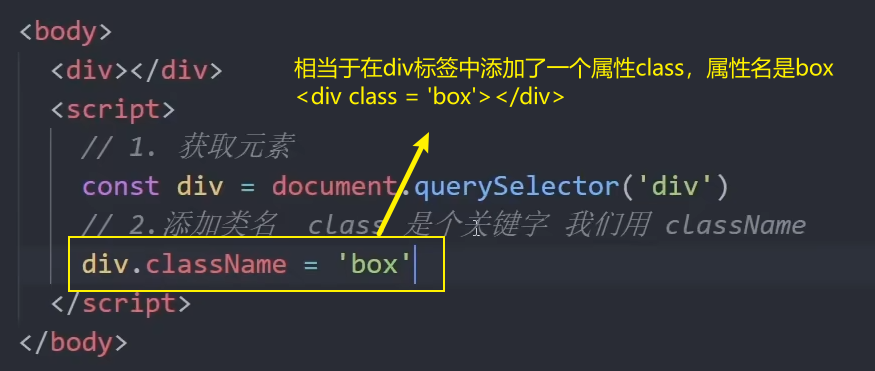 <body>
<div></div>
相当于在div标签中添加了一个属性class，属性名是box
<div class = 'box'></div>
<script>
// 1. 获取元素
const div = document.querySelector('div')
// 2.添加类名  class 是个关键字 我们用 className
div.className = 'box'
</script>
</body>